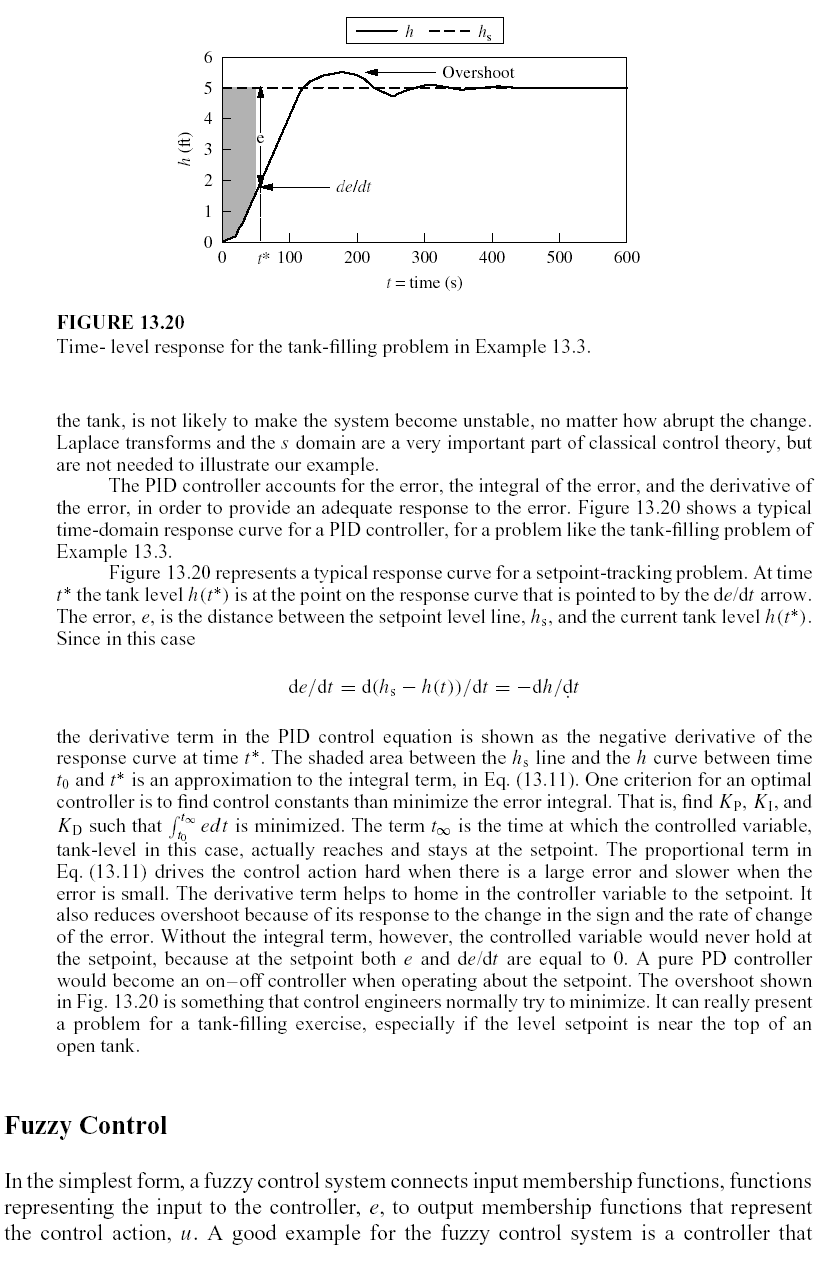 h h_s
6
Overshoot
5
4
e
3
h (ft)
2
de/dt
1
0
0 t* 100 200 300 400 500 600
t = time (s)
FIGURE 13.20
Time- level response for the tank-filling problem in Example 13.3.
the tank, is not likely to make the system become unstable, no matter how abrupt the change.
Laplace transforms and the s domain are a very important part of classical control theory, but
are not needed to illustrate our example.
The PID controller accounts for the error, the integral of the error, and the derivative of
the error, in order to provide an adequate response to the error. Figure 13.20 shows a typical
time-domain response curve for a PID controller, for a problem like the tank-filling problem of
Example 13.3.
Figure 13.20 represents a typical response curve for a setpoint-tracking problem. At time
t* the tank level h(t*) is at the point on the response curve that is pointed to by the de/dt arrow.
The error, e, is the distance between the setpoint level line, h_s, and the current tank level h(t*).
Since in this case
de/dt = d(h_s − h(t))/dt = −dh/dt
the derivative term in the PID control equation is shown as the negative derivative of the
response curve at time t*. The shaded area between the h_s line and the h curve between time
t_0 and t* is an approximation to the integral term, in Eq. (13.11). One criterion for an optimal
controller is to find control constants than minimize the error integral. That is, find K_P, K_I, and
K_D such that ∫_{t_0}^{t_∞} edt is minimized. The term t_∞ is the time at which the controlled variable,
tank-level in this case, actually reaches and stays at the setpoint. The proportional term in
Eq. (13.11) drives the control action hard when there is a large error and slower when the
error is small. The derivative term helps to home in the controller variable to the setpoint. It
also reduces overshoot because of its response to the change in the sign and the rate of change
of the error. Without the integral term, however, the controlled variable would never hold at
the setpoint, because at the setpoint both e and de/dt are equal to 0. A pure PD controller
would become an on–off controller when operating about the setpoint. The overshoot shown
in Fig. 13.20 is something that control engineers normally try to minimize. It can really present
a problem for a tank-filling exercise, especially if the level setpoint is near the top of an
open tank.
Fuzzy Control
In the simplest form, a fuzzy control system connects input membership functions, functions
representing the input to the controller, e, to output membership functions that represent
the control action, u. A good example for the fuzzy control system is a controller that